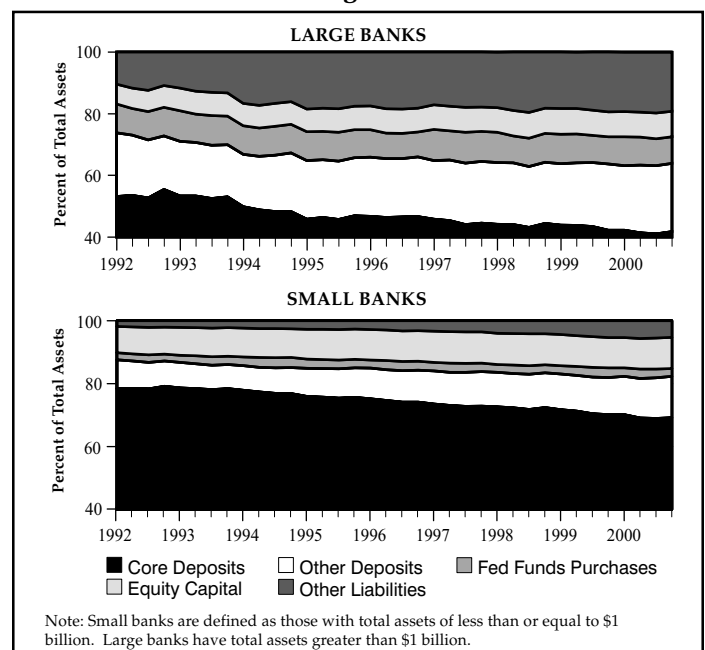 LARGE BANKS
Percent of Total Assets
100
80
60
40
1992 1993 1994 1995 1996 1997 1998 1999 2000
SMALL BANKS
Percent of Total Assets
100
80
60
40
1992 1993 1994 1995 1996 1997 1998 1999 2000
Core Deposits Other Deposits Fed Funds Purchases
Equity Capital Other Liabilities
Note: Small banks are defined as those with total assets of less than or equal to $1
billion. Large banks have total assets greater than $1 billion.